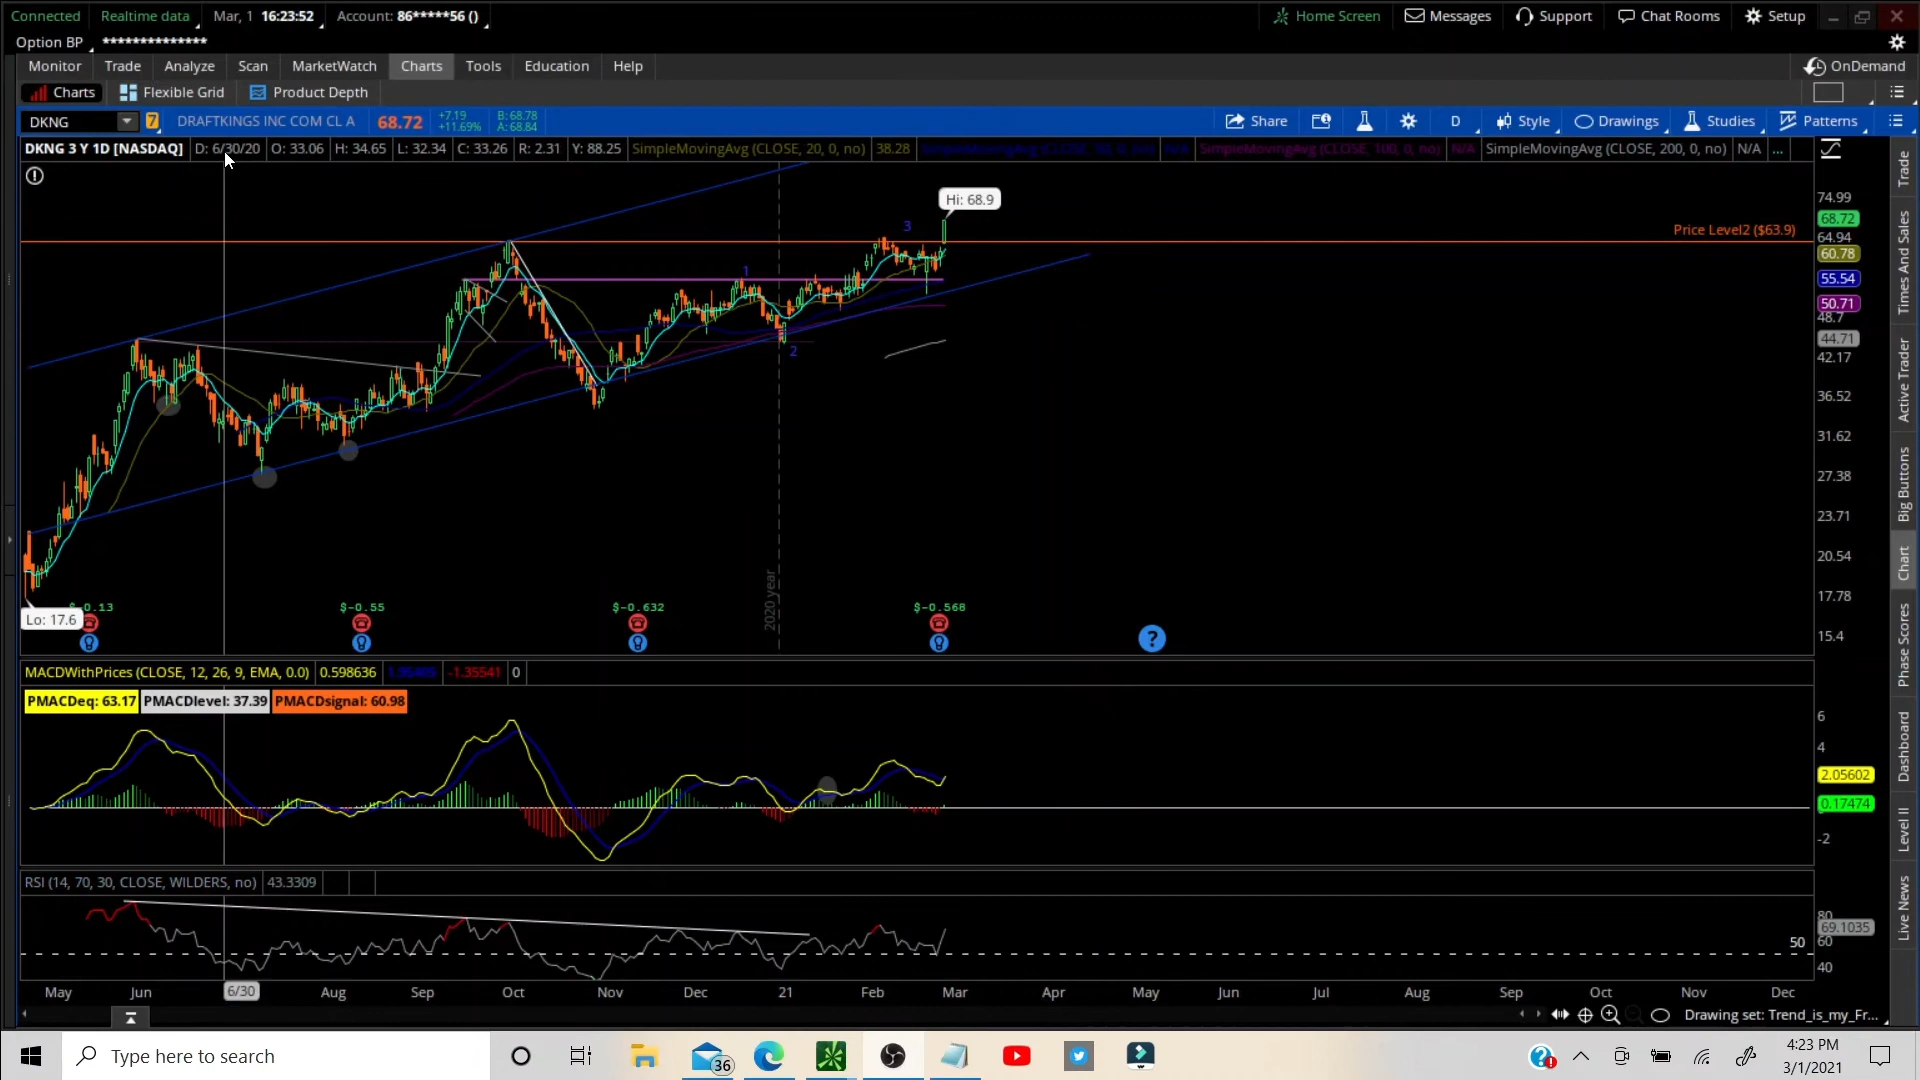 Connected Realtime data Mar, 1 16:23:52 Account: 86*****56 () Home Screen Messages Support Chat Rooms Setup
Option BP **************
Monitor Trade Analyze Scan MarketWatch Charts Tools Education Help OnDemand
Charts Flexible Grid Product Depth
DKNG 7 DRAFTKINGS INC COM CL A 68.72 +7.19 +11.69% B: 68.78 A: 68.84 Share D Style Drawings Studies Patterns
DKNG 3 Y 1D [NASDAQ] D: 6/30/20 O: 33.06 H: 34.65 L: 32.34 C: 33.26 R: 2.31 Y: 88.25 SimpleMovingAvg (CLOSE, 20, 0, no) 38.28 N/A SimpleMovingAvg (CLOSE, 100, 0, no) N/A SimpleMovingAvg (CLOSE, 200, 0, no) N/A ...
Hi: 68.9
Price Level2 ($63.9)
3
1
2
74.99
68.72
64.94
60.78
55.54
50.71
48.7
44.71
42.17
36.52
31.62
27.38
23.71
20.54
17.78
15.4
2020 year
Lo: 17.6
0.13 $-0.55 $-0.632 $-0.568
?
MACDWithPrices (CLOSE, 12, 26, 9, EMA, 0.0) 0.598636 -1.35541 0
PMACDeq: 63.17 PMACDlevel: 37.39 PMACDsignal: 60.98
6
4
2.05602
0.17474
-2
RSI (14, 70, 30, CLOSE, WILDERS, no) 43.3309
80
69.1035
50
60
40
May Jun 6/30 Aug Sep Oct Nov Dec 21 Feb Mar Apr May Jun Jul Aug Sep Oct Nov Dec
Drawing set: Trend_is_my_Fr...
Trade
Times And Sales
Active Trader
Big Buttons
Chart
Phase Scores
Dashboard
Level II
Live News
Type here to search
36
4:23 PM
3/1/2021